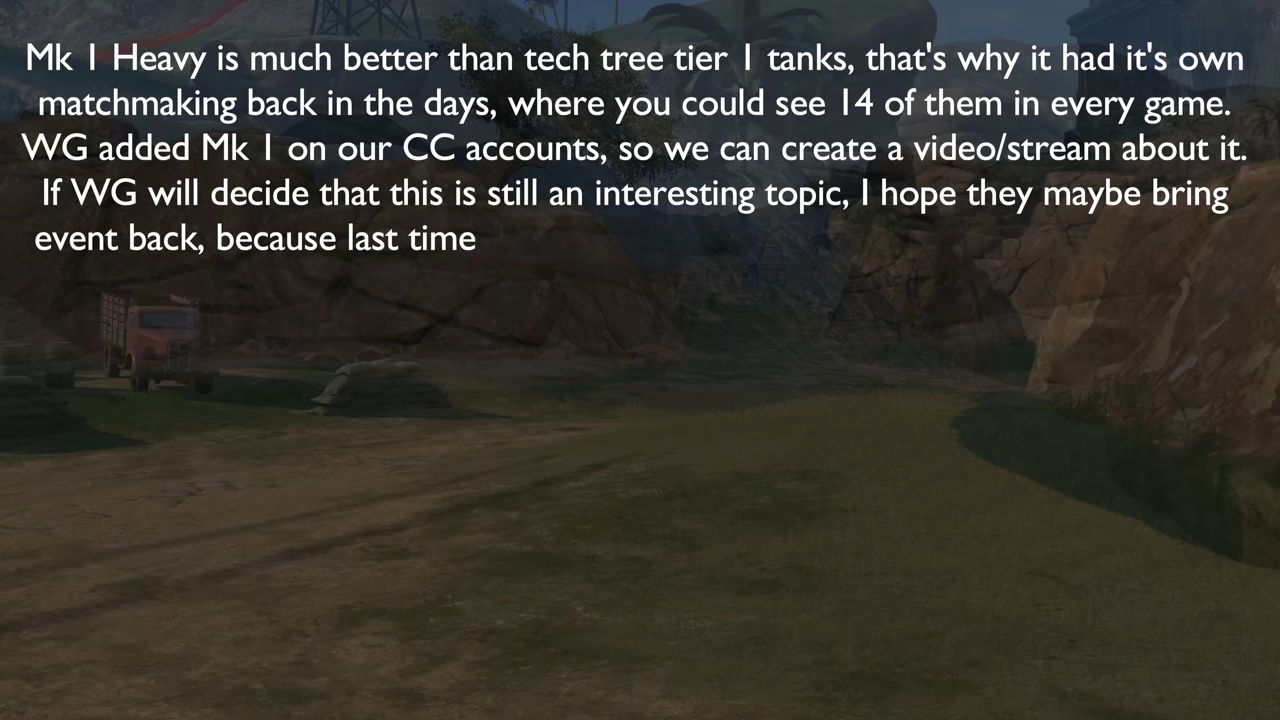 Mk 1 Heavy is much better than tech tree tier 1 tanks, that's why it had it's own
matchmaking back in the days, where you could see 14 of them in every game.
WG added Mk 1 on our CC accounts, so we can create a video/stream about it.
If WG will decide that this is still an interesting topic, I hope they maybe bring
event back, because last time